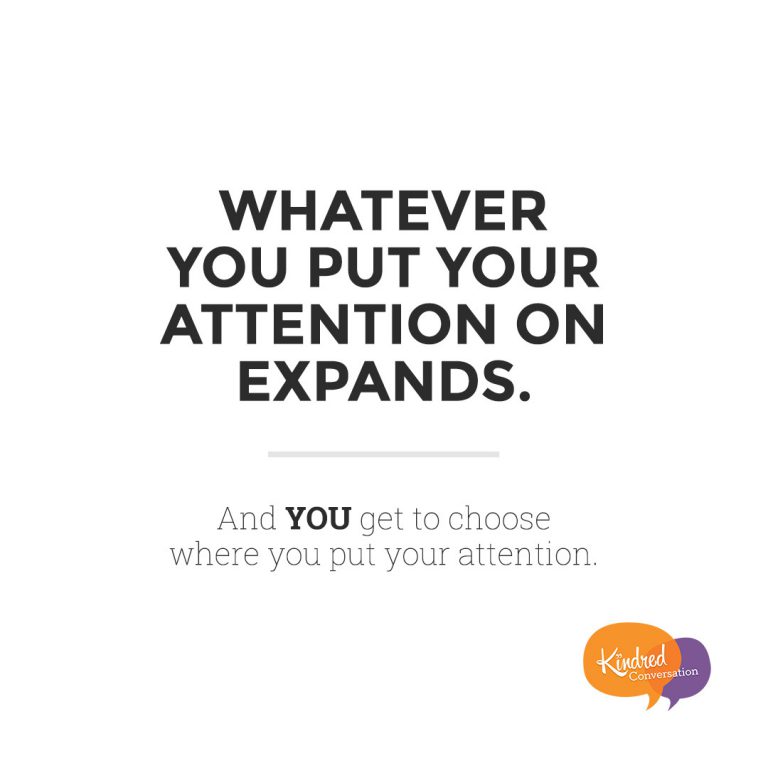 WHATEVER
YOU PUT YOUR
ATTENTION ON
EXPANDS.
And YOU get to choose
where you put your attention.
Kindred
Conversation